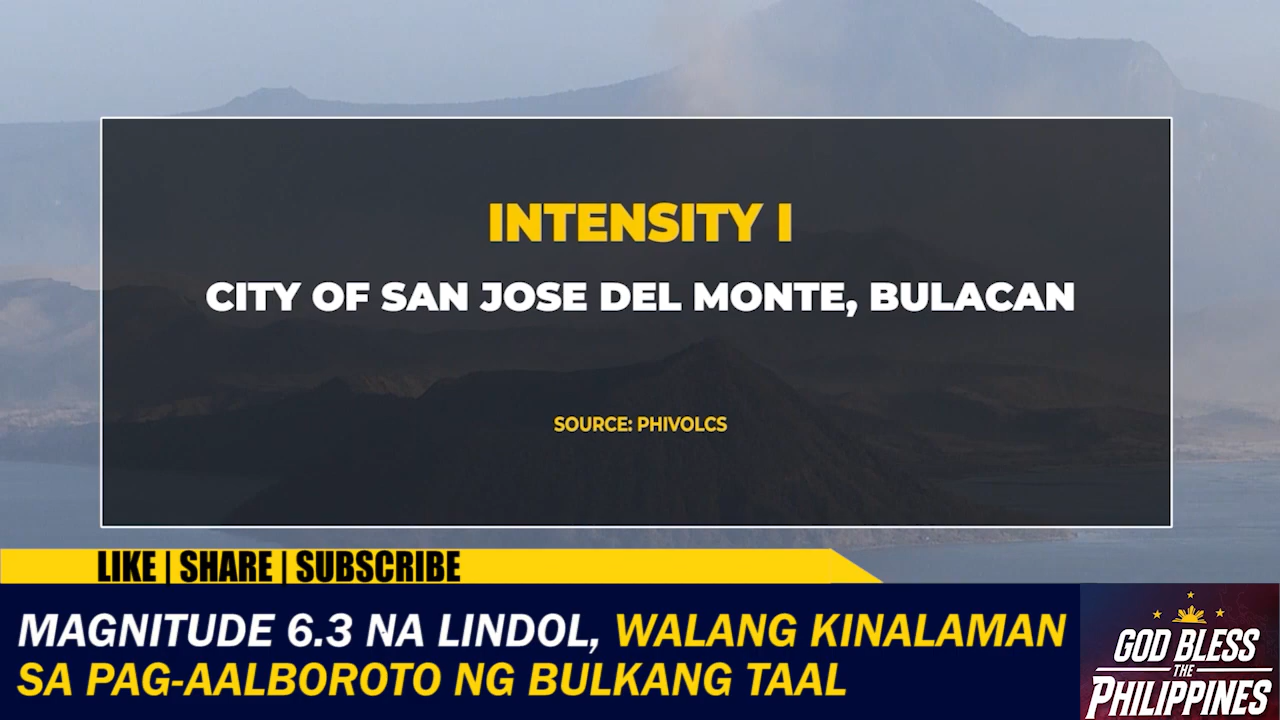 INTENSITY I
CITY OF SAN JOSE DEL MONTE, BULACAN
SOURCE: PHIVOLCS
LIKE | SHARE | SUBSCRIBE
MAGNITUDE 6.3 NA LINDOL, WALANG KINALAMAN
SA PAG-AALBOROTO NG BULKANG TAAL
GOD BLESS
THE
PHILIPPINES